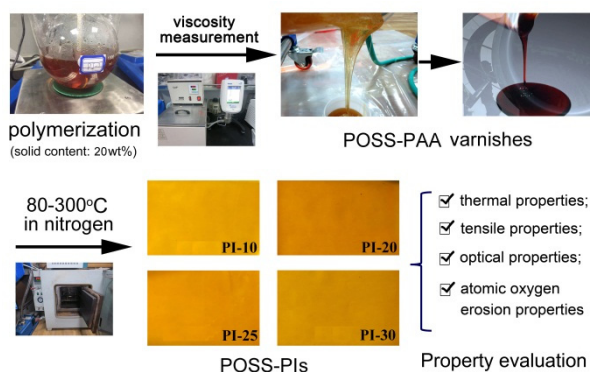 viscosity
measurement
polymerization
(solid content: 20wt%)
POSS-PAA varnishes
80-300°C
in nitrogen
PI-10
PI-20
PI-25
PI-30
POSS-PIs
thermal properties;
tensile properties;
optical properties;
atomic oxygen
erosion properties
Property evaluation